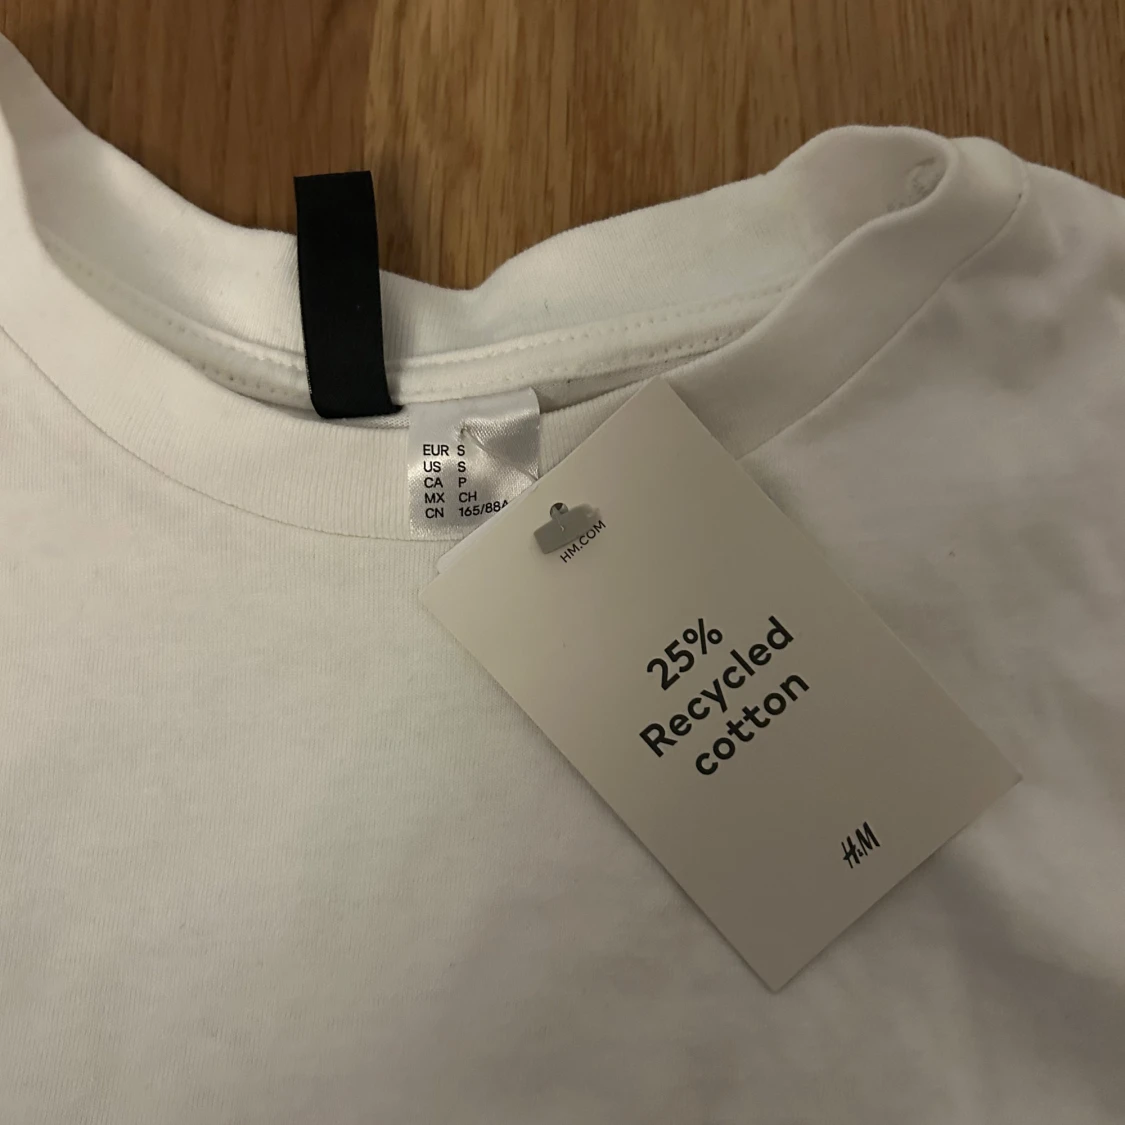 EUR S
US S
CA P
MX CH
CN 165/88A
HM.COM
25%
Recycled
cotton
H&M